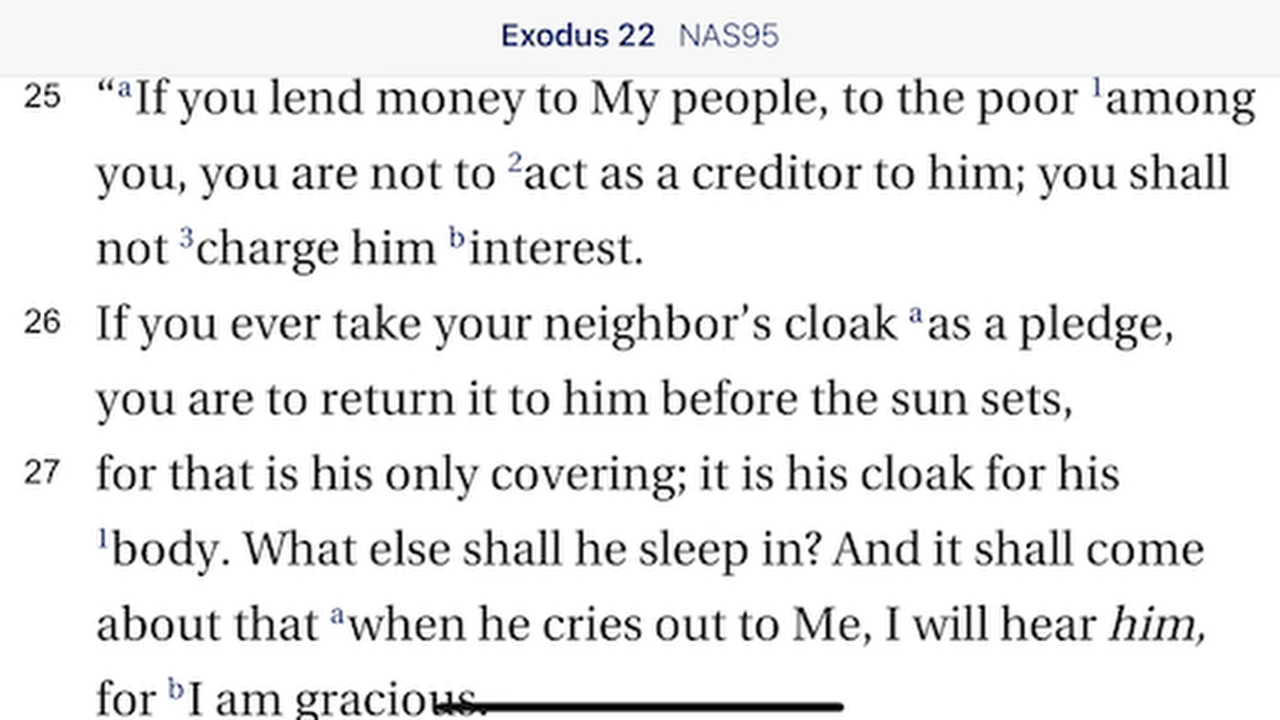 Exodus 22 NAS95
25 “aIf you lend money to My people, to the poor 1among
you, you are not to 2act as a creditor to him; you shall
not 3charge him binterest.
26 If you ever take your neighbor’s cloak aas a pledge,
you are to return it to him before the sun sets,
27 for that is his only covering; it is his cloak for his
1body. What else shall he sleep in? And it shall come
about that awhen he cries out to Me, I will hear him,
for bI am gracious.